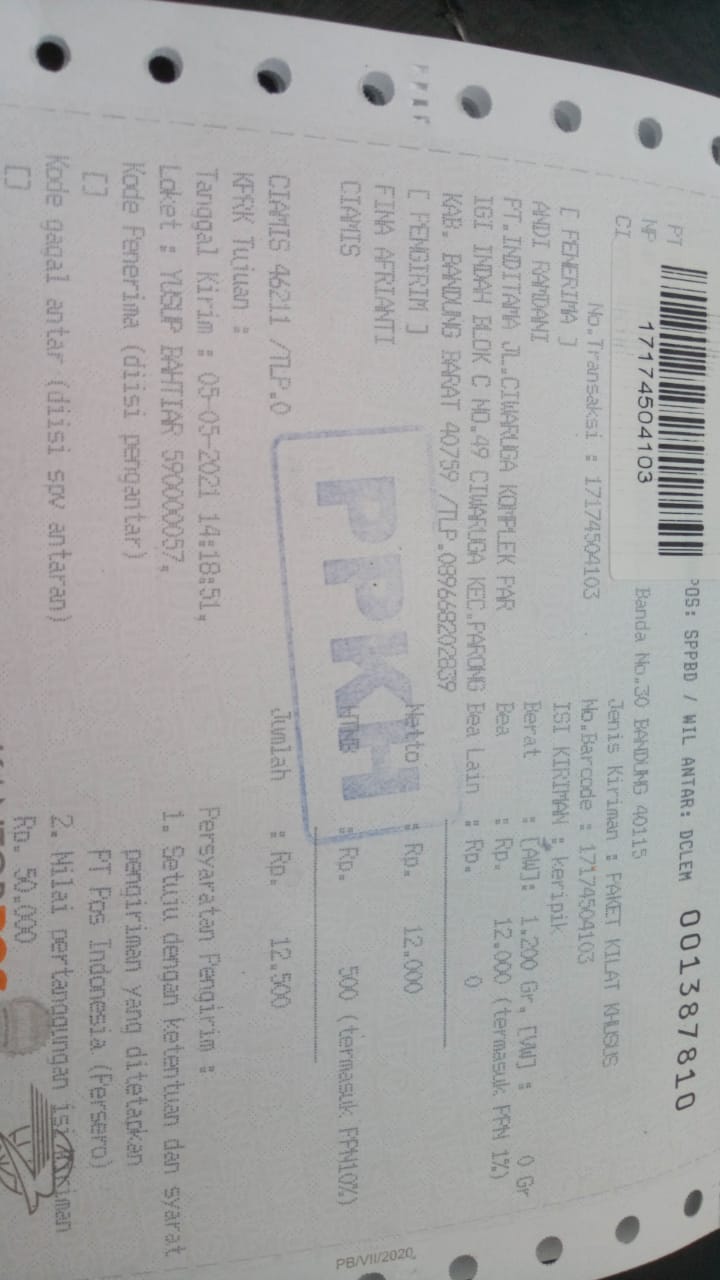 POS: SPPBD / WIL ANTAR: DCLEM 001387810
PT
NP
Banda No.30 BANDUNG 40115
CI
17174504103
Jenis Kiriman : PAKET KILAT KHUSUS
No.Transaksi : 17174504103
No.Barcode : 17174504103
[ PENERIMA ]
ISI KIRIMAN : keripik
ANDI RAMDANI
Berat : [AW]: 1.200 Gr, [VW] : 0 Gr
PT.INDITAMA JL.CIWARUGA KOMPLEK PAR
Bea : Rp. 12.000 (termasuk PPN 1%)
IGI INDAH BLOK C NO.49 CIWARUGA KEC.PARONG
Bea Lain : Rp. 0
KAB. BANDUNG BARAT 40759 /TLP.089668202839
[ PENGIRIM ]
Netto : Rp. 12.000
FINA AFRIANTI
CIAMIS
HTNB : Rp. 500 (termasuk PPN10%)
PPKH
CIAMIS 46211 /TLP.0
Jumlah : Rp. 12.500
KPRK Tujuan :
Tanggal Kirim : 05-05-2021 14:18:51,
Persyaratan Pengirim :
Loket : YUSUP BAHTIAR 590000057,
1. Setuju dengan ketentuan dan syarat
Kode Penerima (diisi pengantar)
pengiriman yang ditetapkan
[]
PT Pos Indonesia (Persero)
Kode gagal antar (diisi spv antaran)
2. Nilai pertanggungan isi kiriman
[]
Rp. 50.000
PB/VII/2020